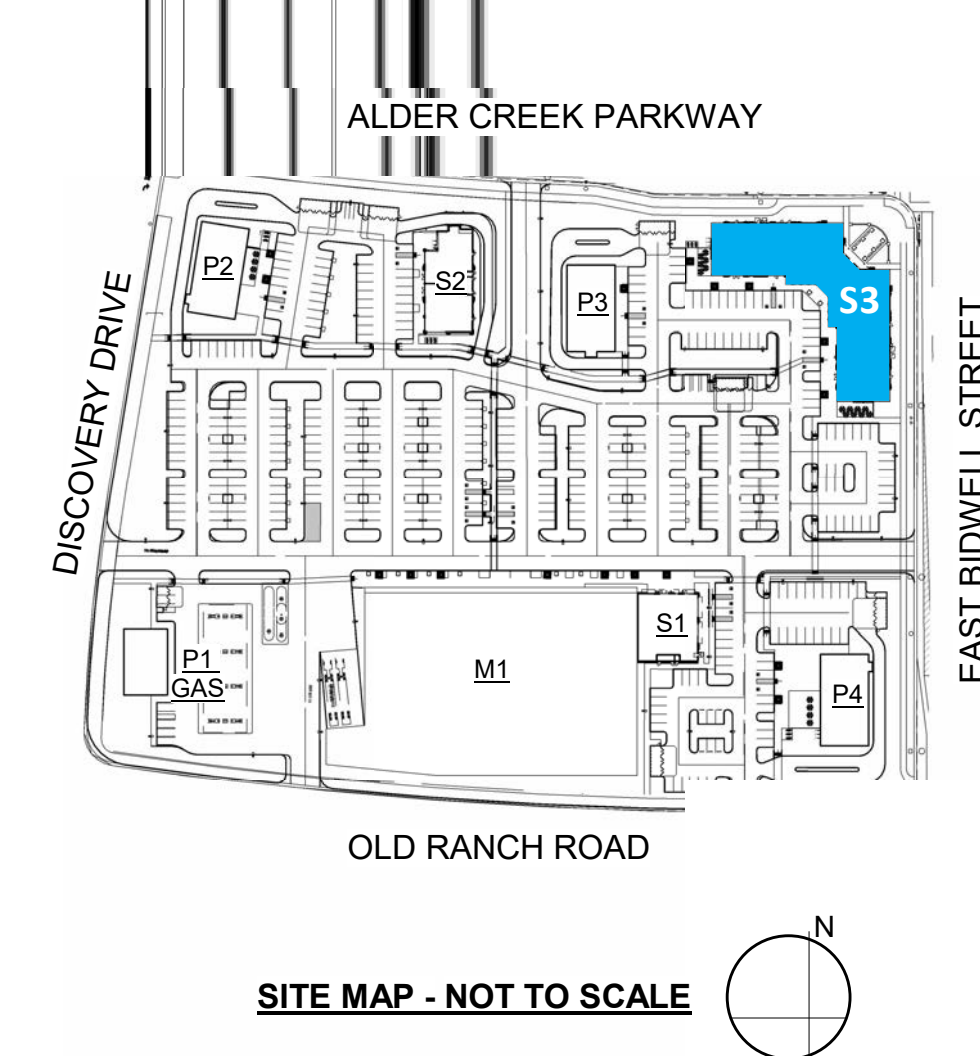 ALDER CREEK PARKWAY
DISCOVERY DRIVE
P2
S2
P3
S3
EAST BIDWELL STREET
P1
GAS
M1
S1
P4
OLD RANCH ROAD
N
SITE MAP - NOT TO SCALE